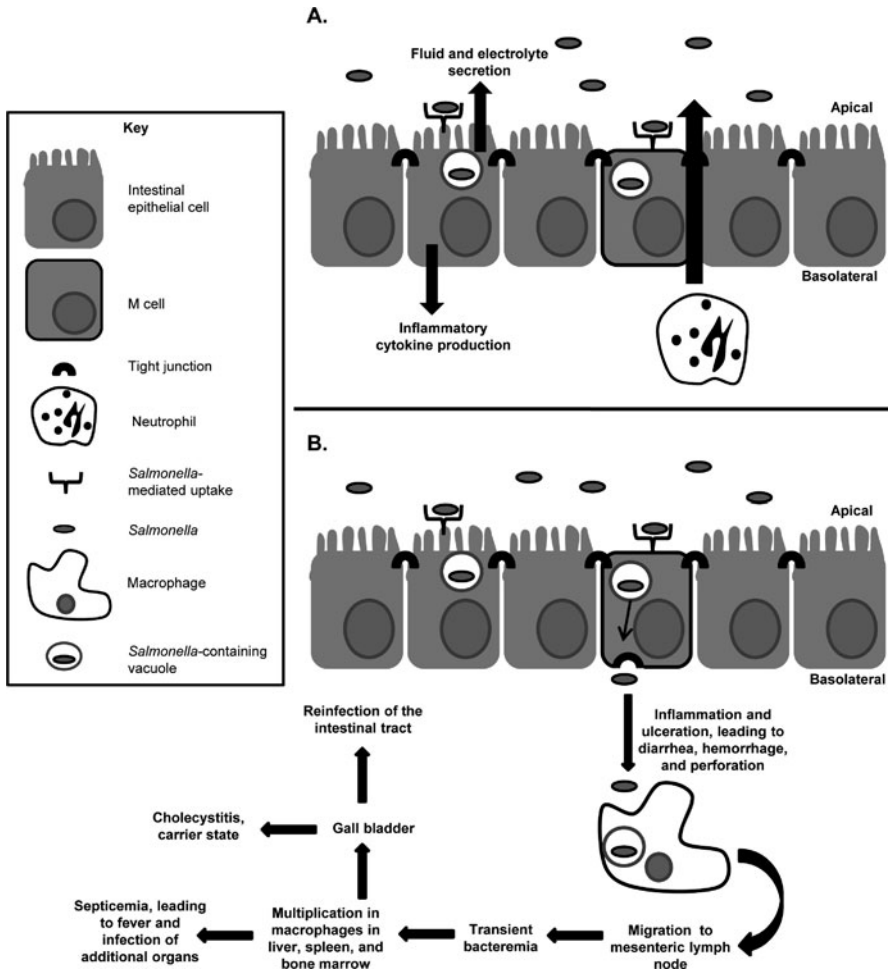 A.
Fluid and electrolyte
secretion
Apical
Basolateral
Inflammatory
cytokine production
Key
Intestinal
epithelial cell
M cell
Tight junction
Neutrophil
Salmonella-
mediated uptake
Salmonella
Macrophage
Salmonella-containing
vacuole
B.
Apical
Basolateral
Inflammation and
ulceration, leading to
diarrhea, hemorrhage,
and perforation
Reinfection of the
intestinal tract
Cholecystitis,
carrier state
Gall bladder
Septicemia, leading
to fever and
infection of
additional organs
Multiplication in
macrophages in
liver, spleen, and
bone marrow
Transient
bacteremia
Migration to
mesenteric lymph
node